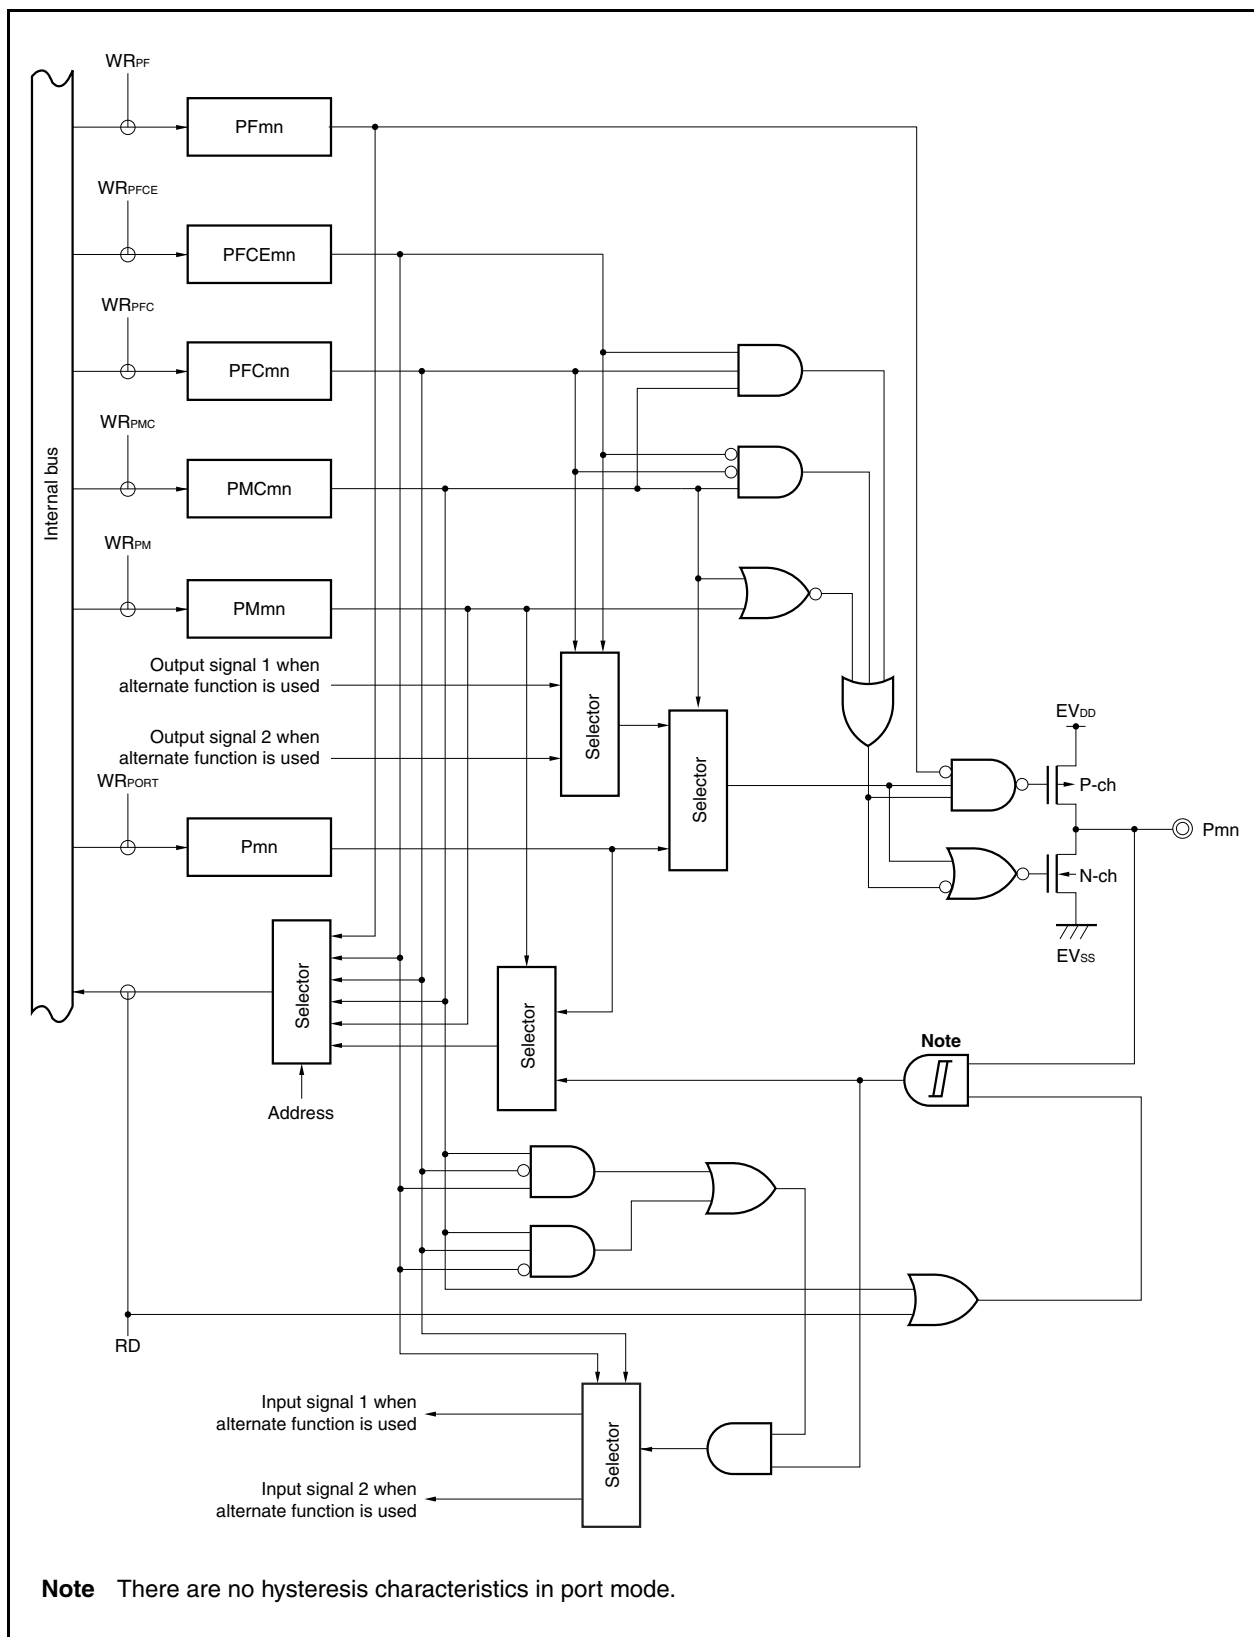 WRPF
PFmn
WRPFCE
PFCEmn
WRPFC
PFCmn
WRPMC
PMCmn
Internal bus
WRPM
PMmn
Output signal 1 when
alternate function is used
Output signal 2 when
alternate function is used
Selector
Selector
EVDD
P-ch
WRPORT
Pmn
Pmn
N-ch
EVSS
Selector
Selector
Note
Address
RD
Input signal 1 when
alternate function is used
Selector
Input signal 2 when
alternate function is used
Note There are no hysteresis characteristics in port mode.